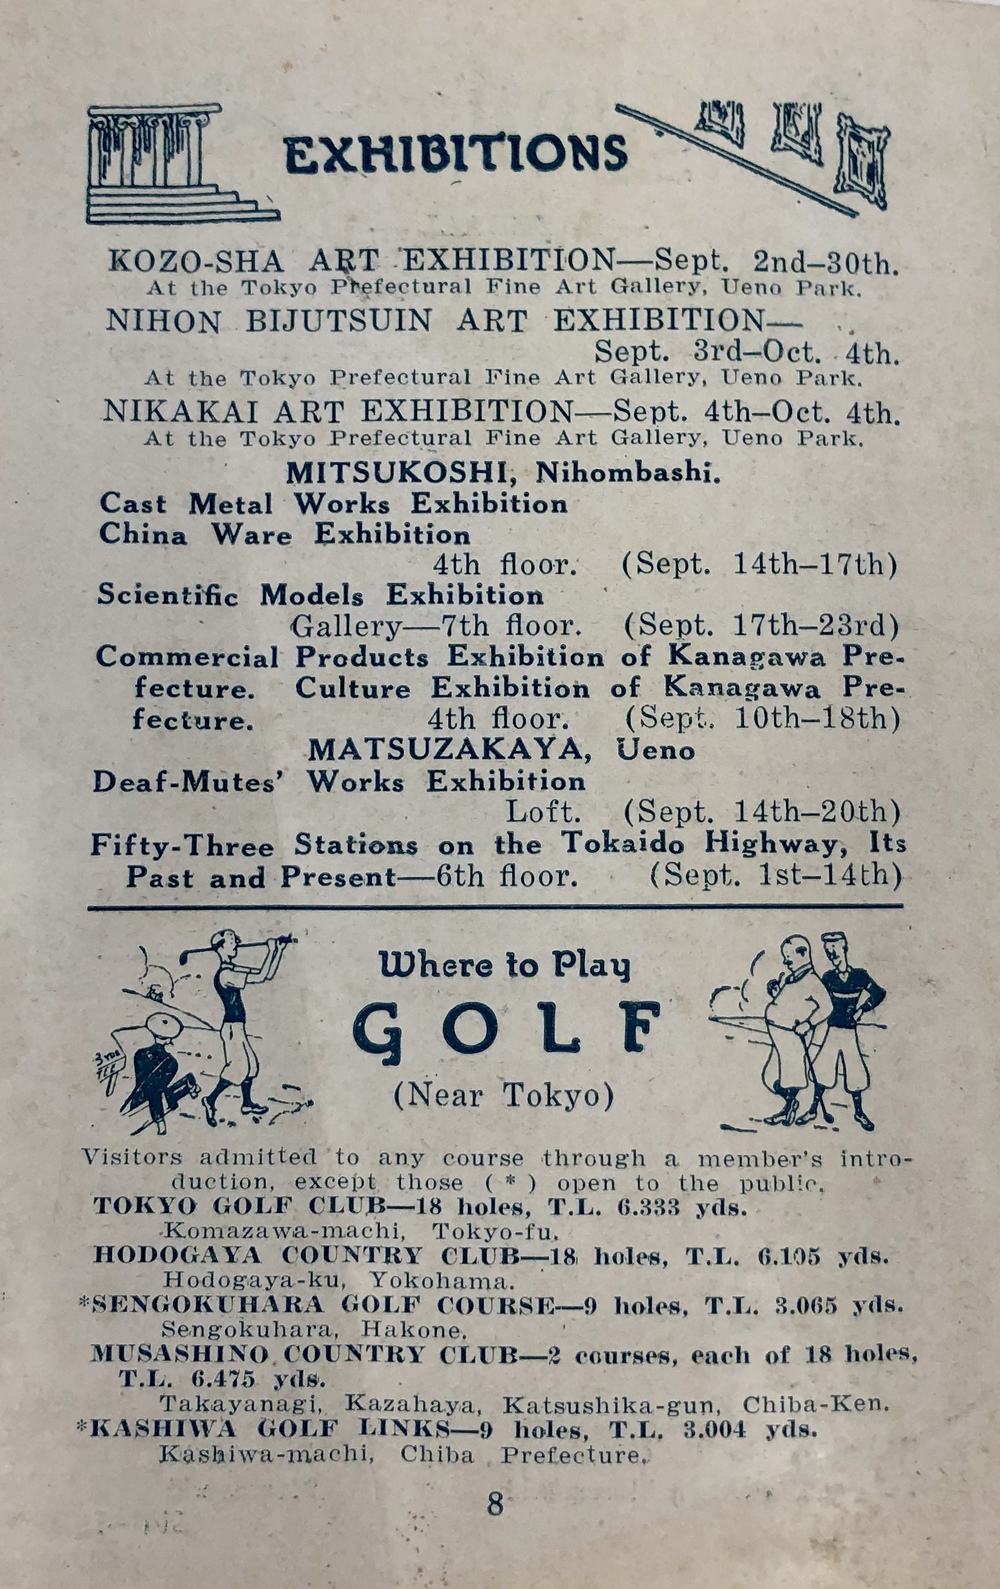 EXHIBITIONS
KOZO-SHA ART EXHIBITION—Sept. 2nd–30th.
At the Tokyo Prefectural Fine Art Gallery, Ueno Park.
NIHON BIJUTSUIN ART EXHIBITION—
Sept. 3rd–Oct. 4th.
At the Tokyo Prefectural Fine Art Gallery, Ueno Park.
NIKAKAI ART EXHIBITION—Sept. 4th–Oct. 4th.
At the Tokyo Prefectural Fine Art Gallery, Ueno Park.
MITSUKOSHI, Nihombashi.
Cast Metal Works Exhibition
China Ware Exhibition
4th floor. (Sept. 14th–17th)
Scientific Models Exhibition
Gallery—7th floor. (Sept. 17th–23rd)
Commercial Products Exhibition of Kanagawa Pre-
fecture. Culture Exhibition of Kanagawa Pre-
fecture. 4th floor. (Sept. 10th–18th)
MATSUZAKAYA, Ueno
Deaf-Mutes' Works Exhibition
Loft. (Sept. 14th–20th)
Fifty-Three Stations on the Tokaido Highway, Its
Past and Present—6th floor. (Sept. 1st–14th)
Where to Play
GOLF
(Near Tokyo)
3 YDS
TEE
Visitors admitted to any course through a member's intro-
duction, except those ( * ) open to the public.
TOKYO GOLF CLUB—18 holes, T.L. 6.333 yds.
Komazawa-machi, Tokyo-fu.
HODOGAYA COUNTRY CLUB—18 holes, T.L. 6.195 yds.
Hodogaya-ku, Yokohama.
*SENGOKUHARA GOLF COURSE—9 holes, T.L. 3.065 yds.
Sengokuhara, Hakone.
MUSASHINO COUNTRY CLUB—2 courses, each of 18 holes,
T.L. 6.475 yds.
Takayanagi, Kazahaya, Katsushika-gun, Chiba-Ken.
*KASHIWA GOLF LINKS—9 holes, T.L. 3.004 yds.
Kashiwa-machi, Chiba Prefecture.
8